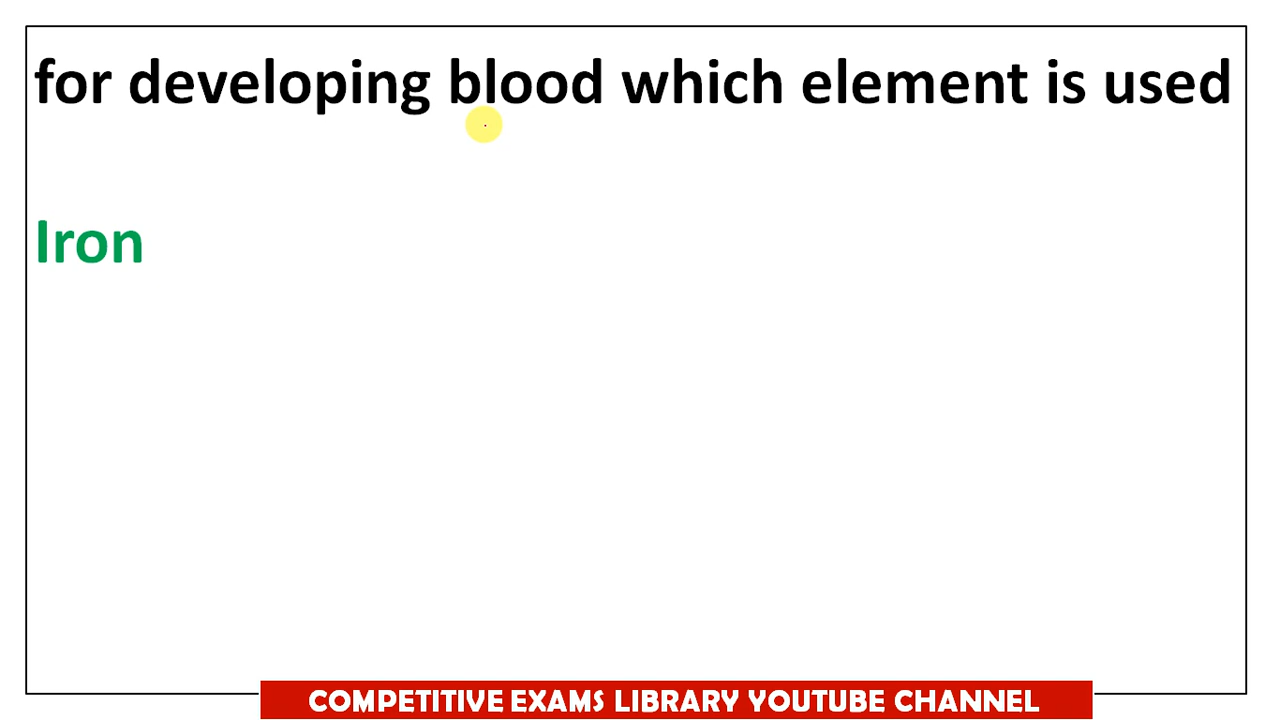 for developing blood which element is used
Iron
COMPETITIVE EXAMS LIBRARY YOUTUBE CHANNEL